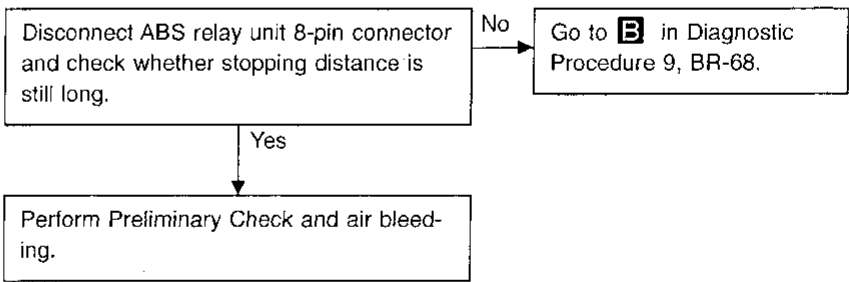 Disconnect ABS relay unit 8-pin connector
and check whether stopping distance is
still long.
No
Go to B in Diagnostic
Procedure 9, BR-68.
Yes
Perform Preliminary Check and air bleed-
ing.